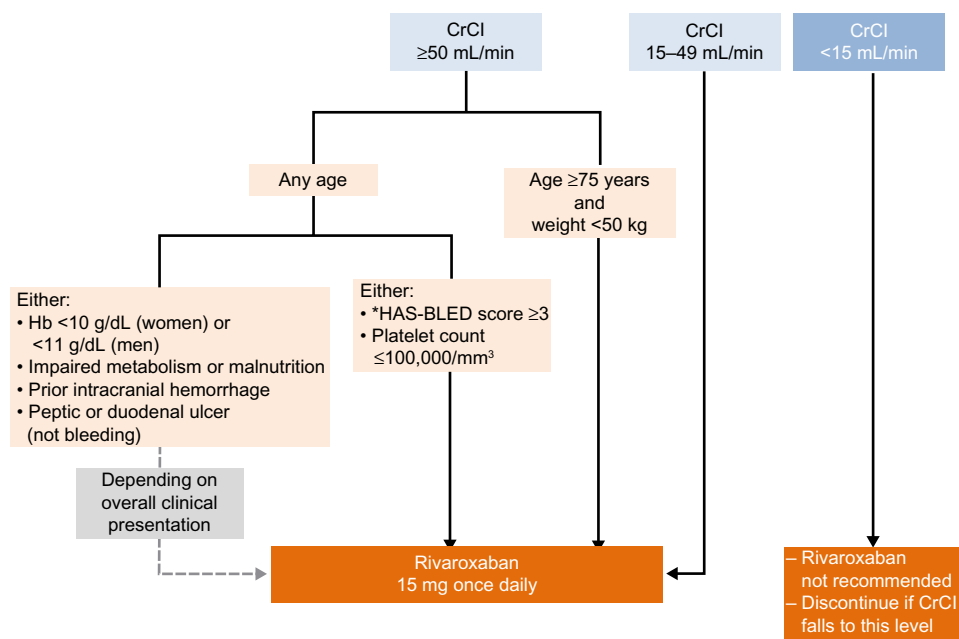 CrCl
≥50 mL/min
CrCl
15–49 mL/min
CrCl
<15 mL/min
Any age
Age ≥75 years
and
weight <50 kg
Either:
• Hb <10 g/dL (women) or
<11 g/dL (men)
• Impaired metabolism or malnutrition
• Prior intracranial hemorrhage
• Peptic or duodenal ulcer
(not bleeding)
Either:
• *HAS-BLED score ≥3
• Platelet count
≤100,000/mm³
Depending on
overall clinical
presentation
Rivaroxaban
15 mg once daily
– Rivaroxaban
not recommended
– Discontinue if CrCl
falls to this level